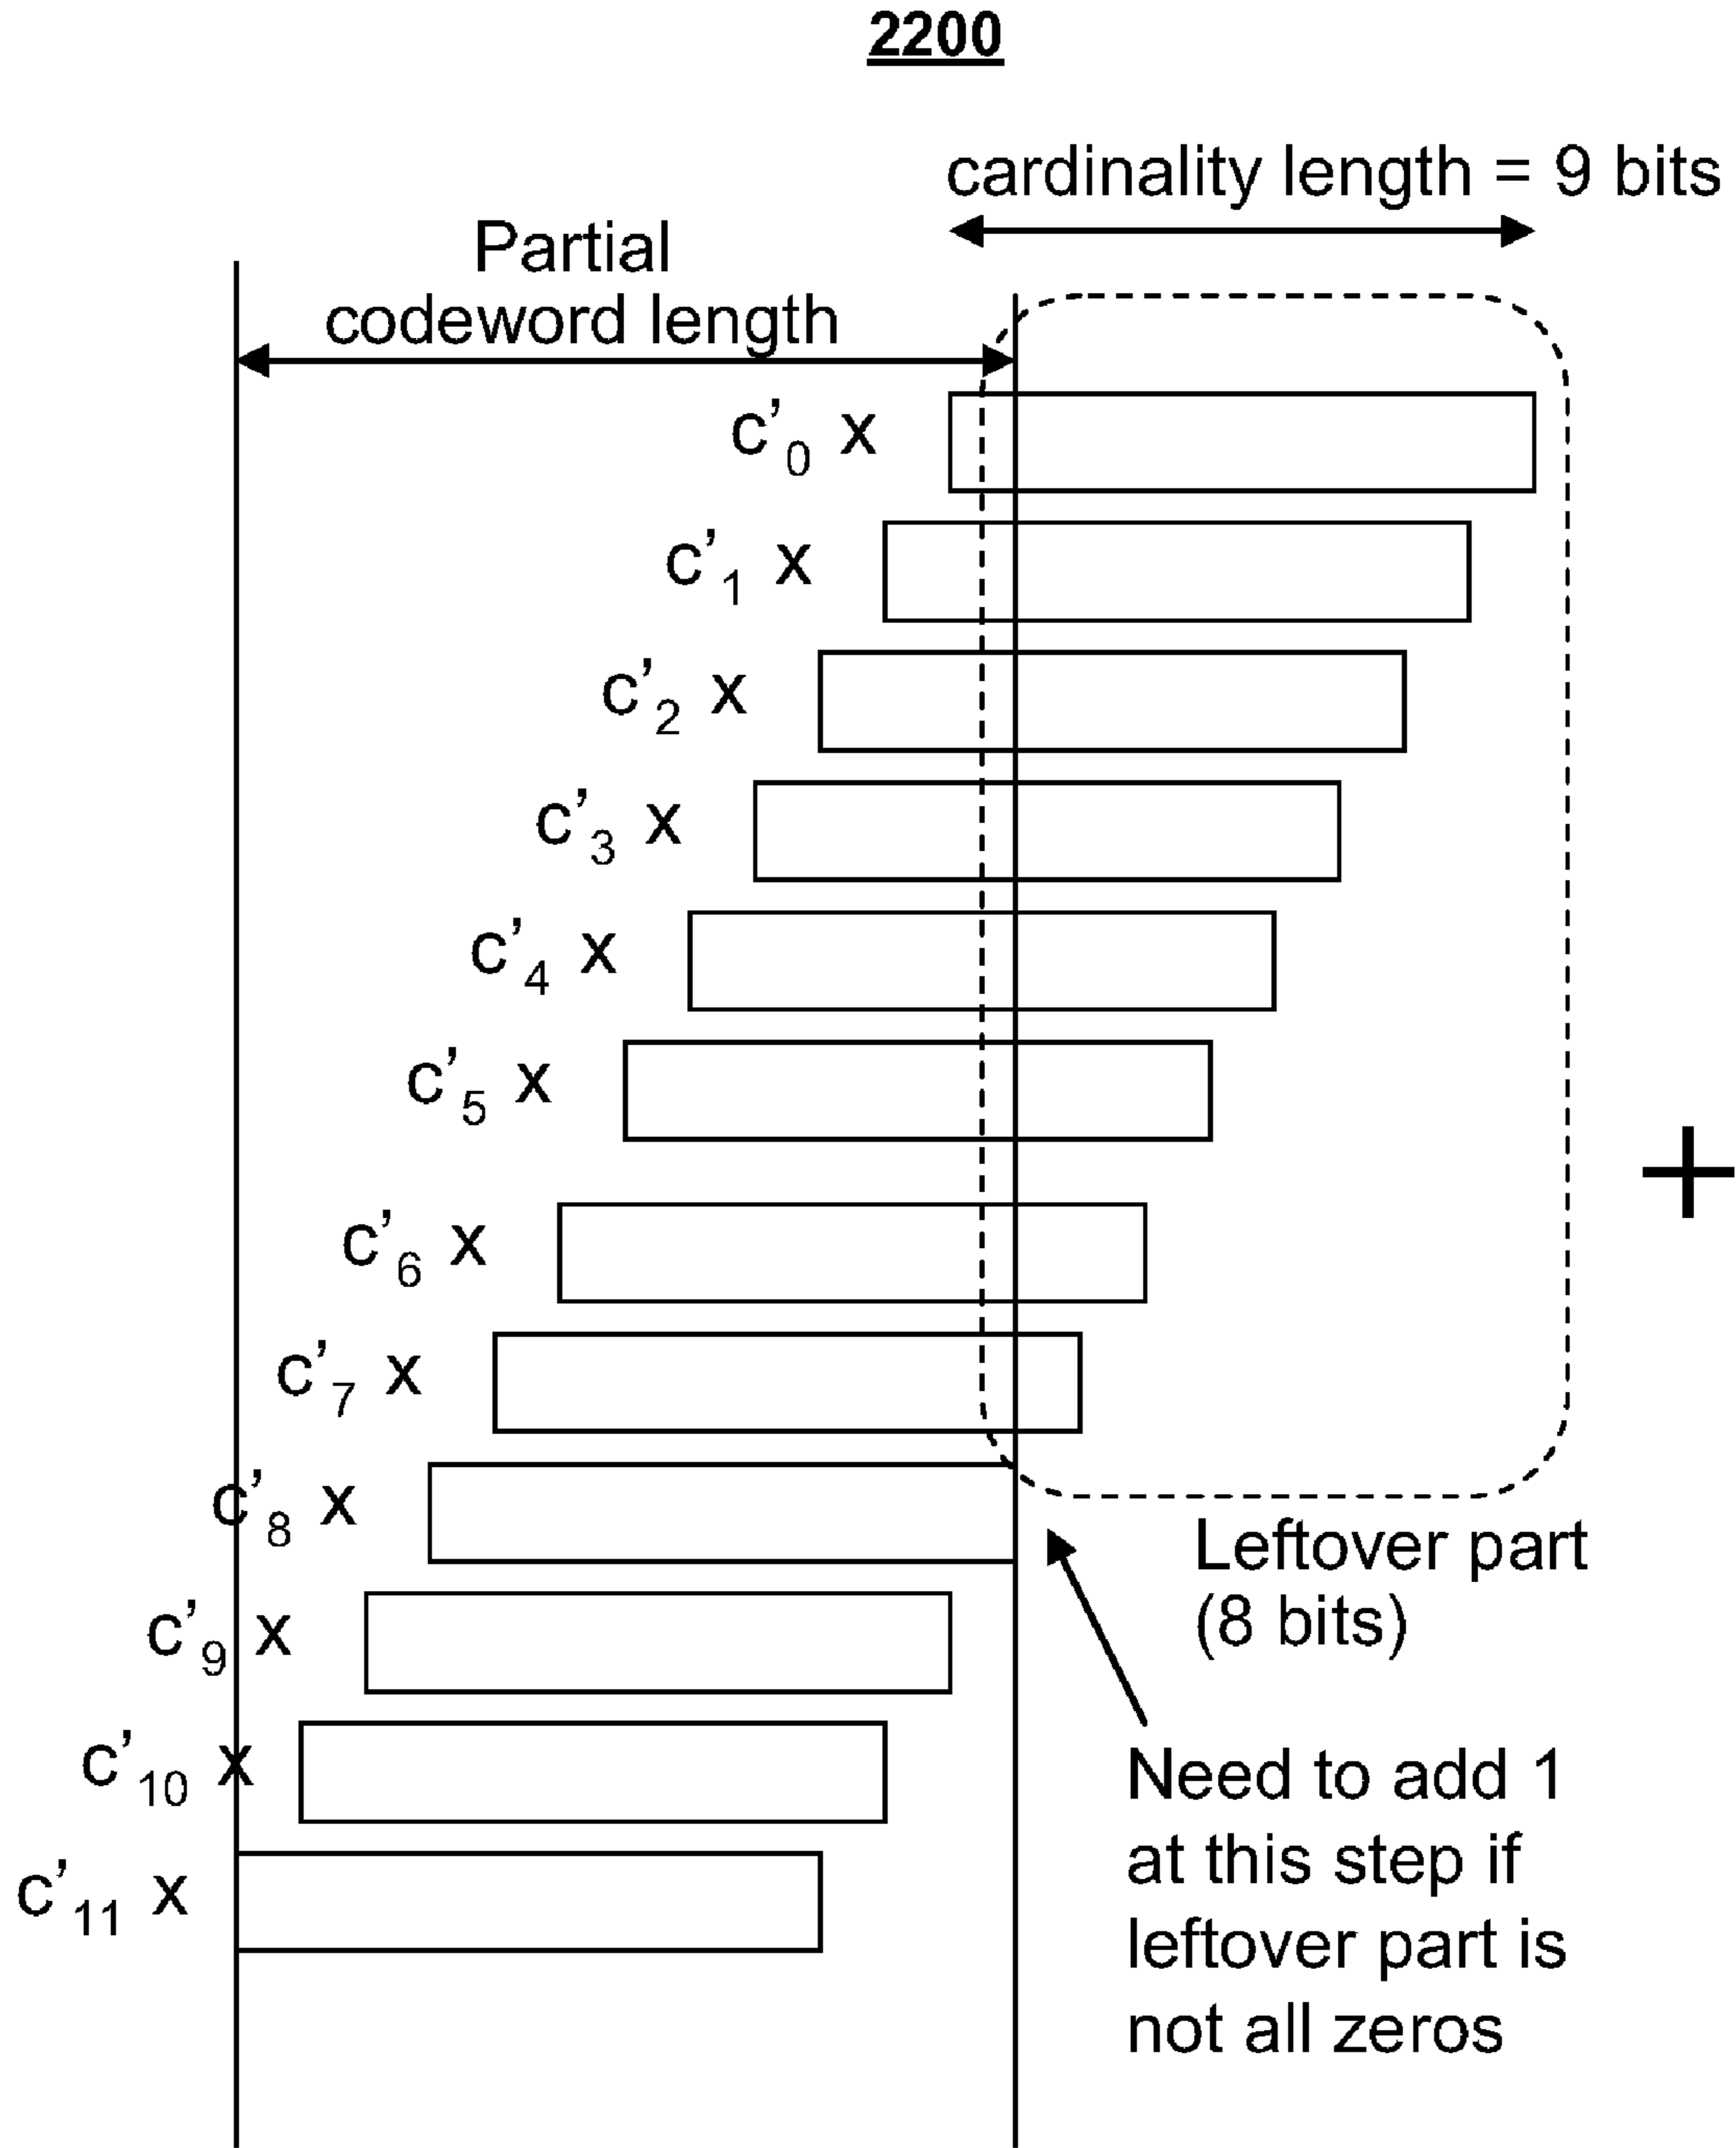 2200
cardinality length = 9 bits
Partial
codeword length
c’0 x
c’1 x
c’2 x
c’3 x
c’4 x
c’5 x
+
c’6 x
c’7 x
c’8 x
Leftover part
(8 bits)
c’9 x
c’10 x
Need to add 1
at this step if
leftover part is
not all zeros
c’11 x